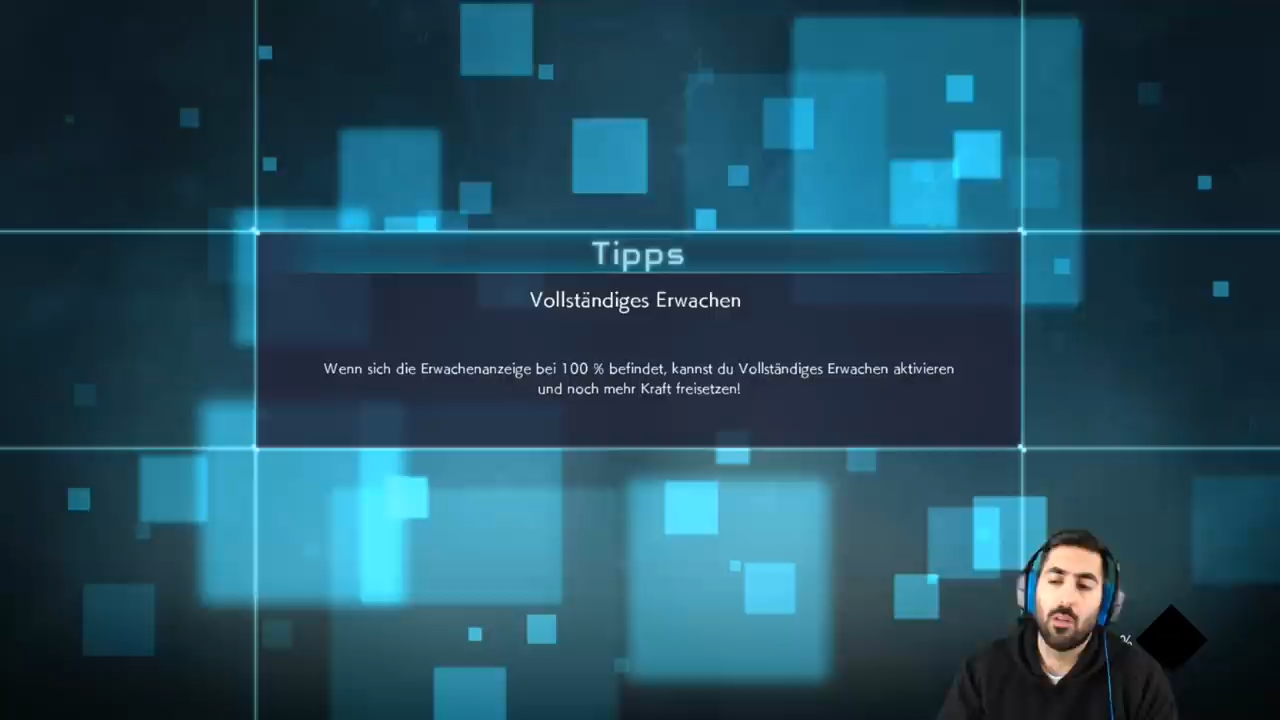 Tipps
Vollständiges Erwachen
Wenn sich die Erwachenanzeige bei 100 % befindet, kannst du Vollständiges Erwachen aktivieren
und noch mehr Kraft freisetzen!
%